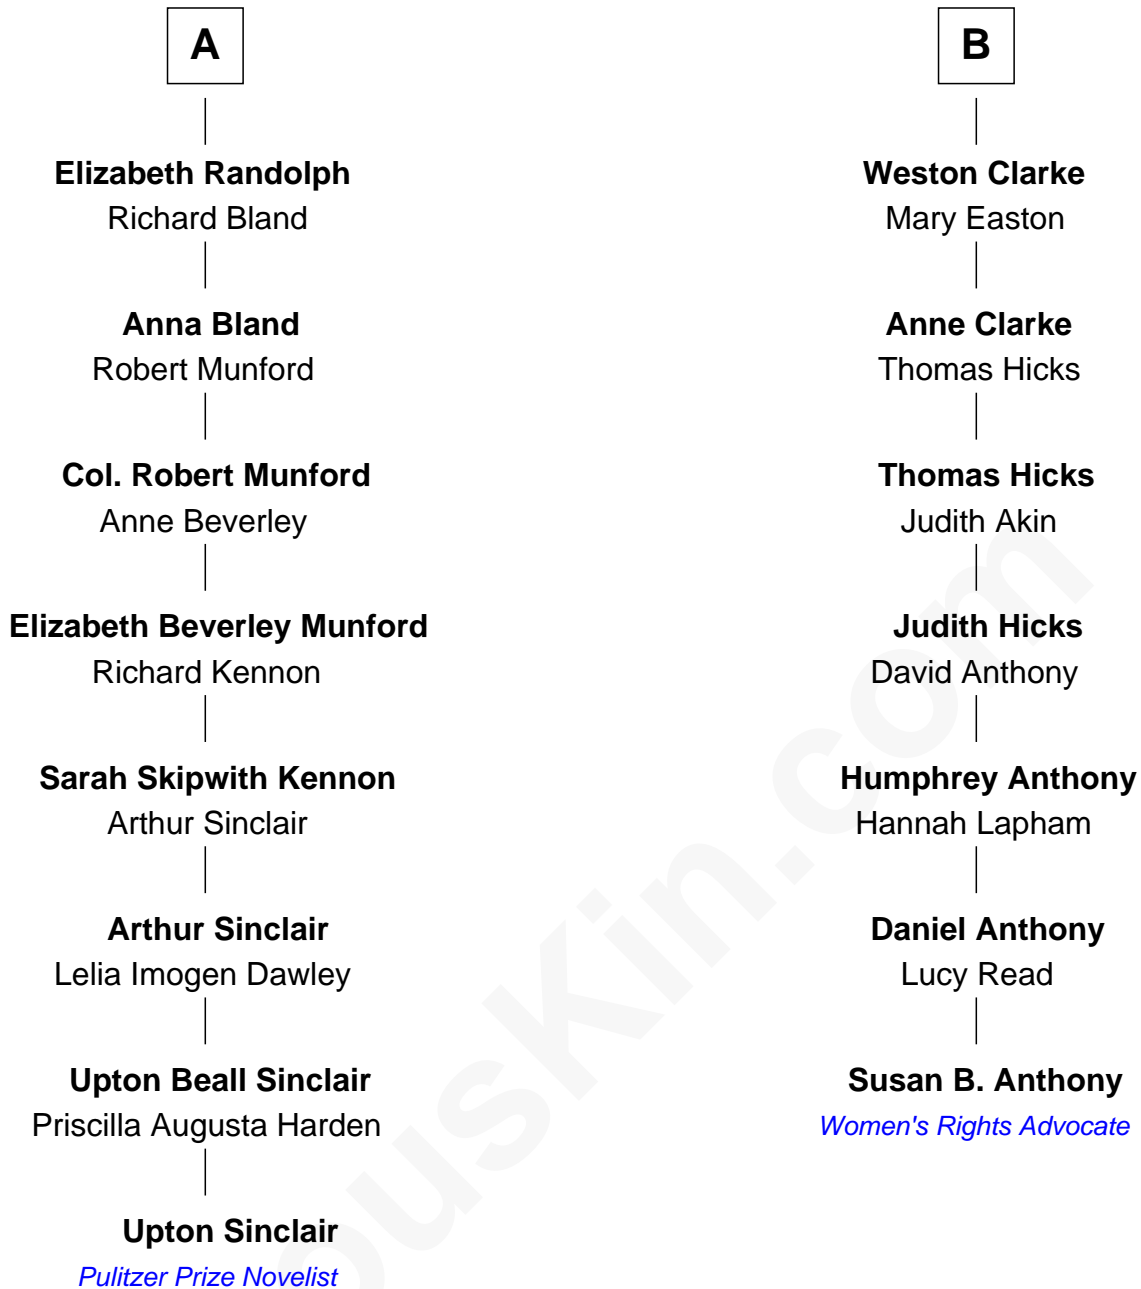 A
Elizabeth Randolph
Richard Bland
Anna Bland
Robert Munford
Col. Robert Munford
Anne Beverley
Elizabeth Beverley Munford
Richard Kennon
Sarah Skipwith Kennon
Arthur Sinclair
Arthur Sinclair
Lelia Imogen Dawley
Upton Beall Sinclair
Priscilla Augusta Harden
Upton Sinclair
Pulitzer Prize Novelist
B
Weston Clarke
Mary Easton
Anne Clarke
Thomas Hicks
Thomas Hicks
Judith Akin
Judith Hicks
David Anthony
Humphrey Anthony
Hannah Lapham
Daniel Anthony
Lucy Read
Susan B. Anthony
Women's Rights Advocate
ouskin.com